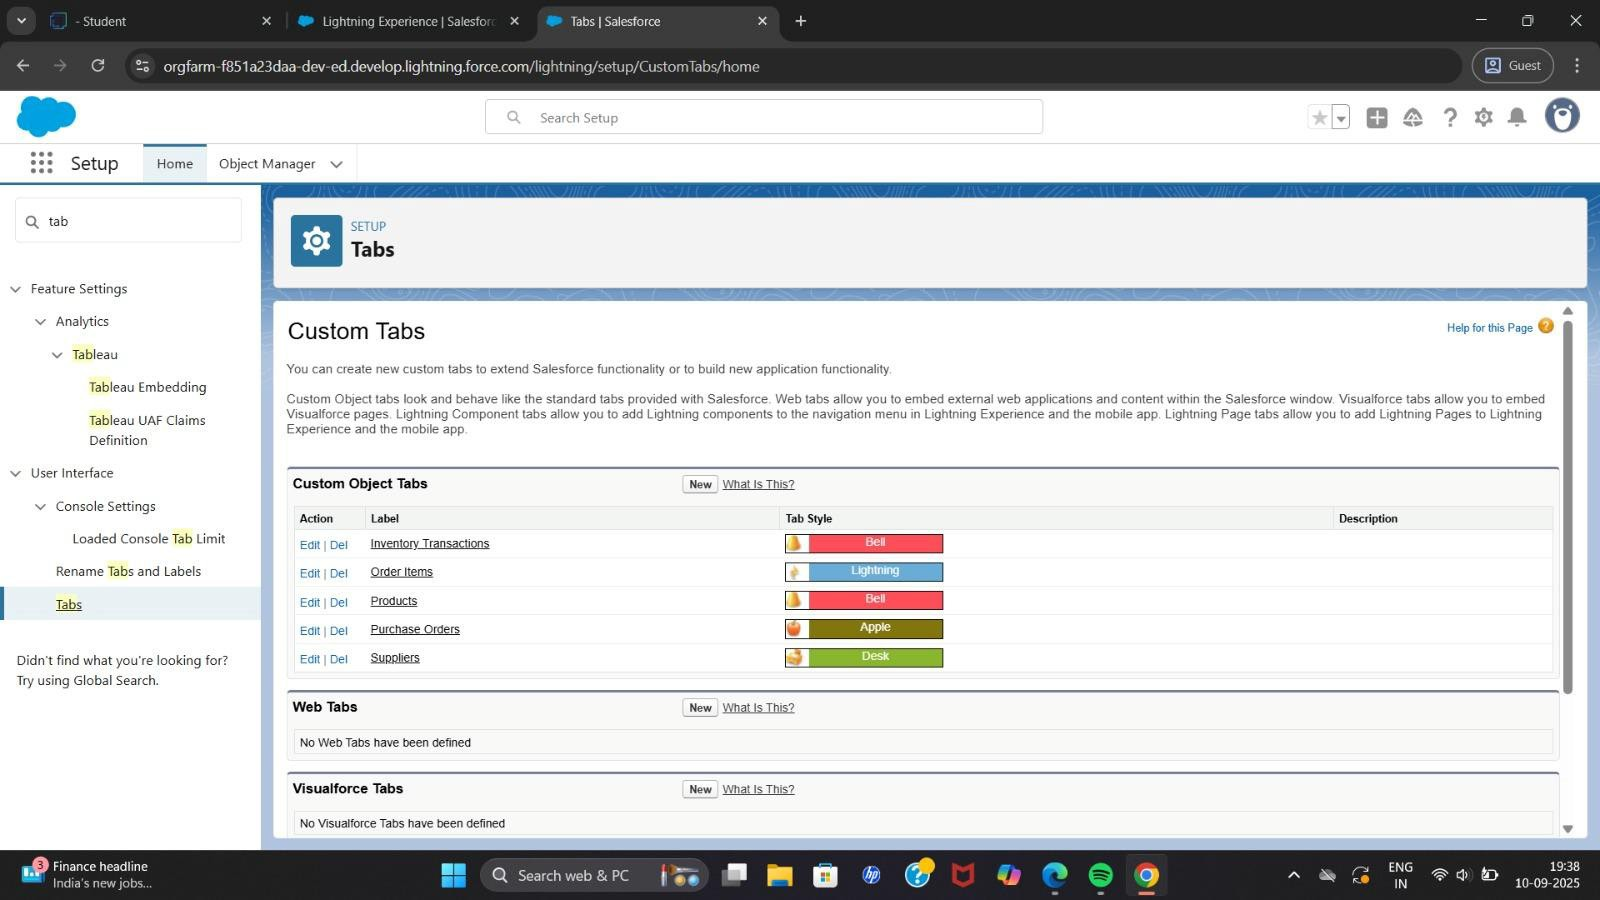 - Student
Lightning Experience | Salesforc
Tabs | Salesforce
orgfarm-f851a23daa-dev-ed.develop.lightning.force.com/lightning/setup/CustomTabs/home
Guest
Search Setup
Setup
Home
Object Manager
tab
Feature Settings
Analytics
Tableau
Tableau Embedding
Tableau UAF Claims
Definition
User Interface
Console Settings
Loaded Console Tab Limit
Rename Tabs and Labels
Tabs
Didn't find what you're looking for?
Try using Global Search.
SETUP
Tabs
Custom Tabs
Help for this Page
You can create new custom tabs to extend Salesforce functionality or to build new application functionality.
Custom Object tabs look and behave like the standard tabs provided with Salesforce. Web tabs allow you to embed external web applications and content within the Salesforce window. Visualforce tabs allow you to embed
Visualforce pages. Lightning Component tabs allow you to add Lightning components to the navigation menu in Lightning Experience and the mobile app. Lightning Page tabs allow you to add Lightning Pages to Lightning
Experience and the mobile app.
Custom Object Tabs New What Is This?
Action Label Tab Style Description
Edit | Del Inventory Transactions Bell
Edit | Del Order Items Lightning
Edit | Del Products Bell
Edit | Del Purchase Orders Apple
Edit | Del Suppliers Desk
Web Tabs New What Is This?
No Web Tabs have been defined
Visualforce Tabs New What Is This?
No Visualforce Tabs have been defined
3
Finance headline
India's new jobs...
Search web & PC
hp
ENG
IN
19:38
10-09-2025